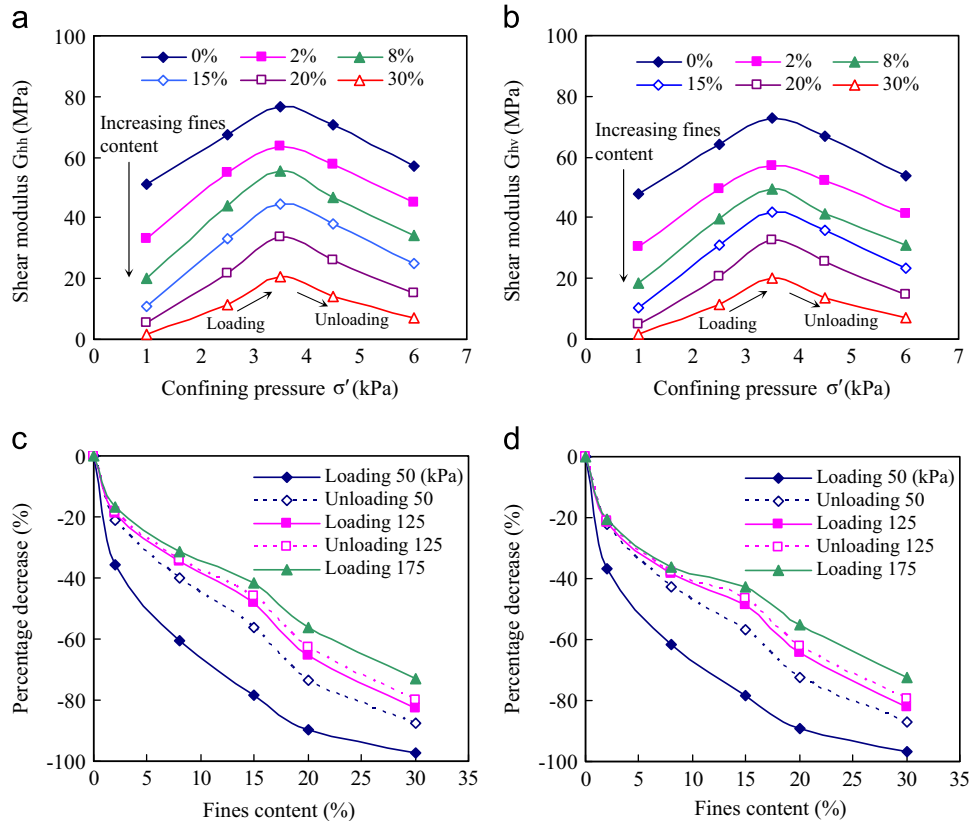 a
100
80
60
40
20
0
Shear modulus Ghh (MPa)
0% 2% 8%
15% 20% 30%
Increasing fines
content
Loading
Unloading
0 1 2 3 4 5 6 7
Confining pressure σ′ (kPa)
b
100
80
60
40
20
0
Shear modulus Ghv (MPa)
0% 2% 8%
15% 20% 30%
Increasing fines
content
Loading
Unloading
0 1 2 3 4 5 6 7
Confining pressure σ′ (kPa)
c
0
-20
-40
-60
-80
-100
Percentage decrease (%)
Loading 50 (kPa)
Unloading 50
Loading 125
Unloading 125
Loading 175
0 5 10 15 20 25 30 35
Fines content (%)
d
0
-20
-40
-60
-80
-100
Percentage decrease (%)
Loading 50 (kPa)
Unloading 50
Loading 125
Unloading 125
Loading 175
0 5 10 15 20 25 30 35
Fines content (%)